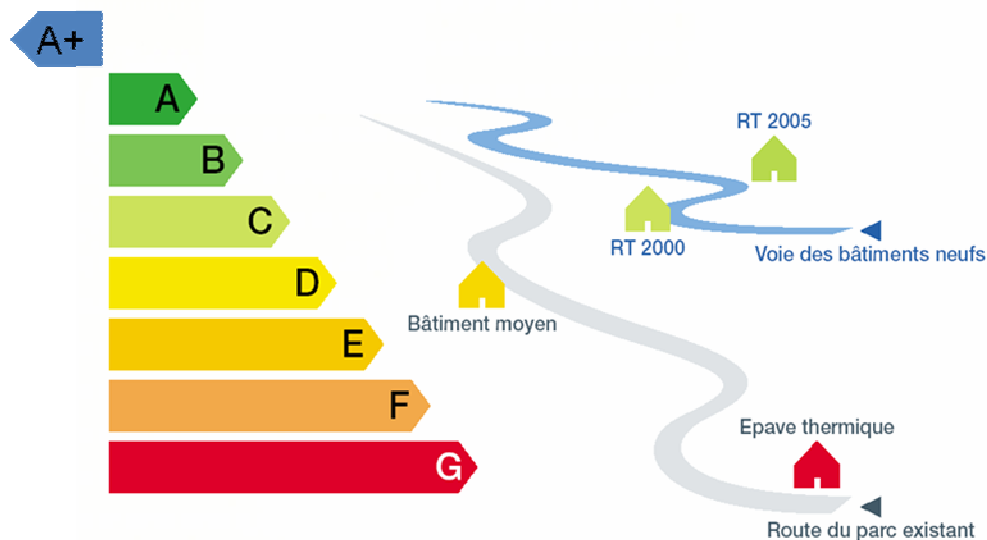 A+
A
B
C
D
E
F
G
RT 2005
RT 2000
Voie des bâtiments neufs
Bâtiment moyen
Epave thermique
Route du parc existant